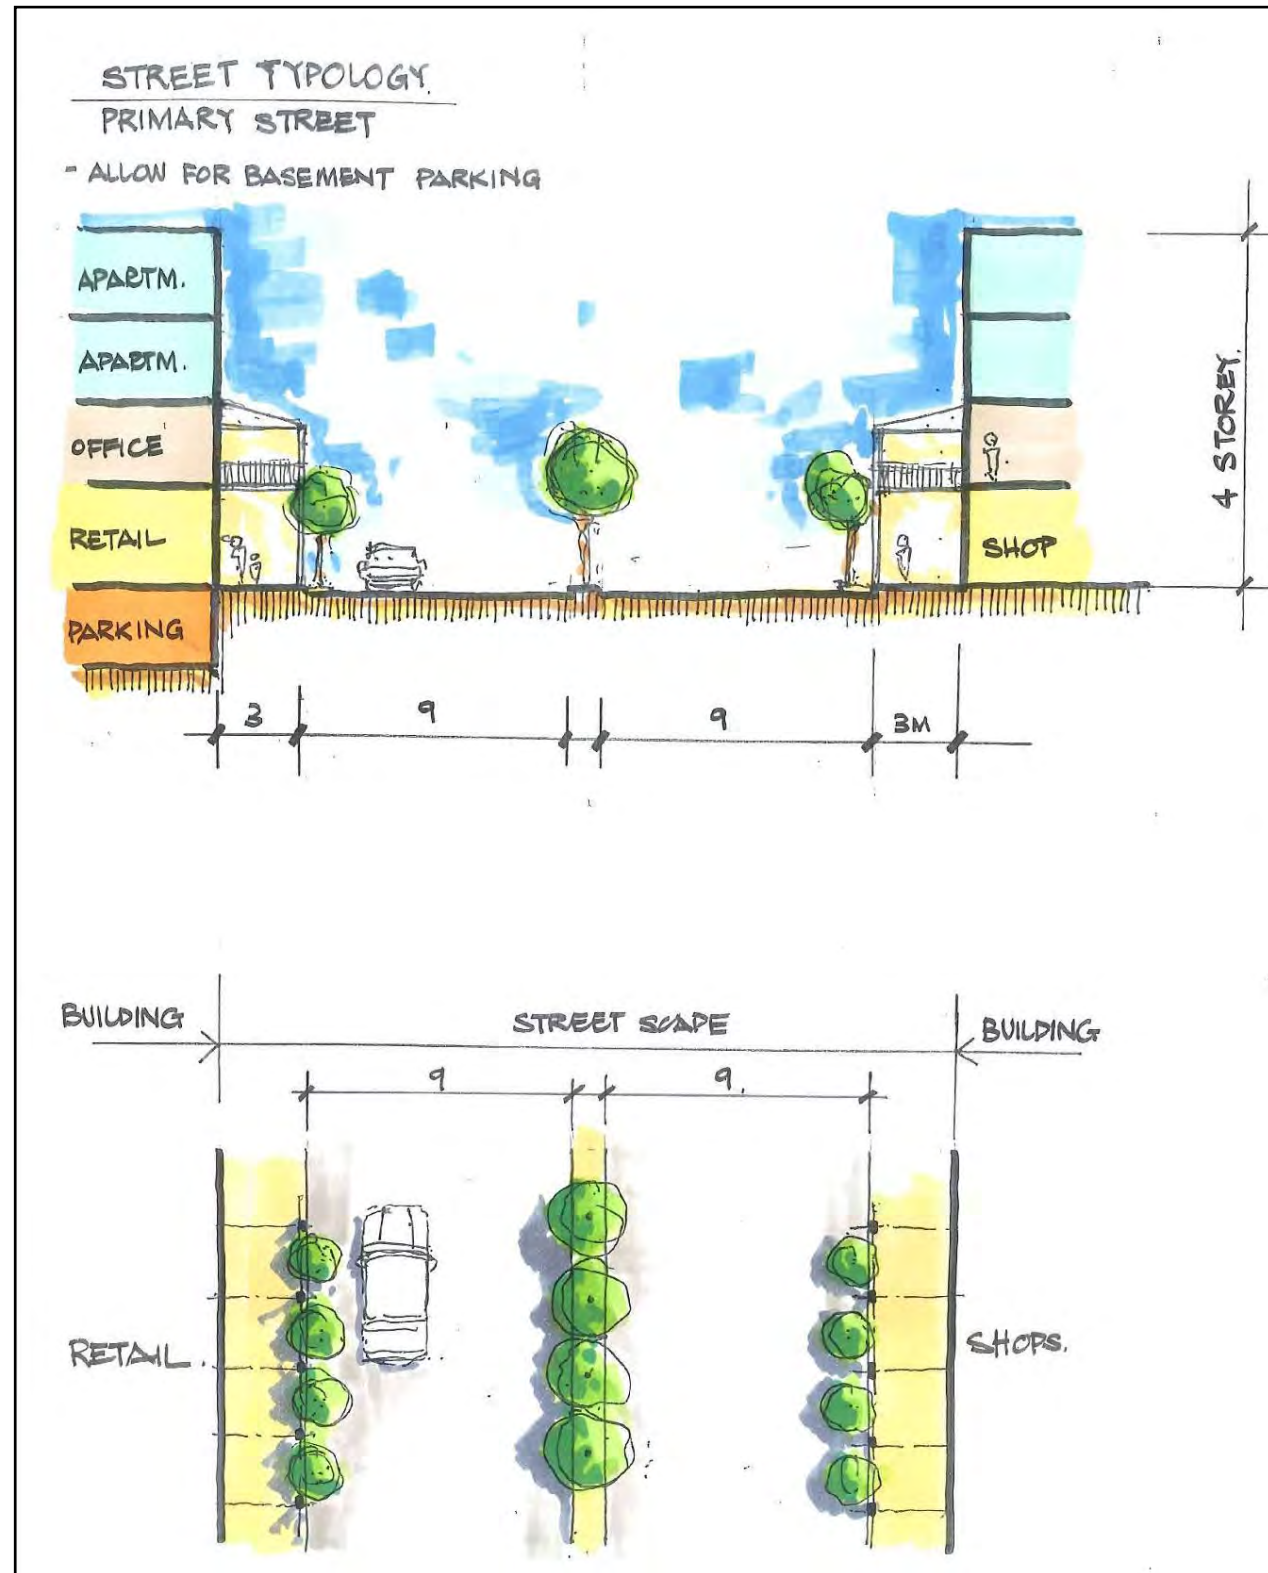 STREET TYPOLOGY.
PRIMARY STREET
- ALLOW FOR BASEMENT PARKING
APARTM.
APARTM.
OFFICE
RETAIL
PARKING
SHOP
4 STOREY.
3
9
9
3M
BUILDING
STREET SCAPE
BUILDING
9
9.
RETAIL.
SHOPS.